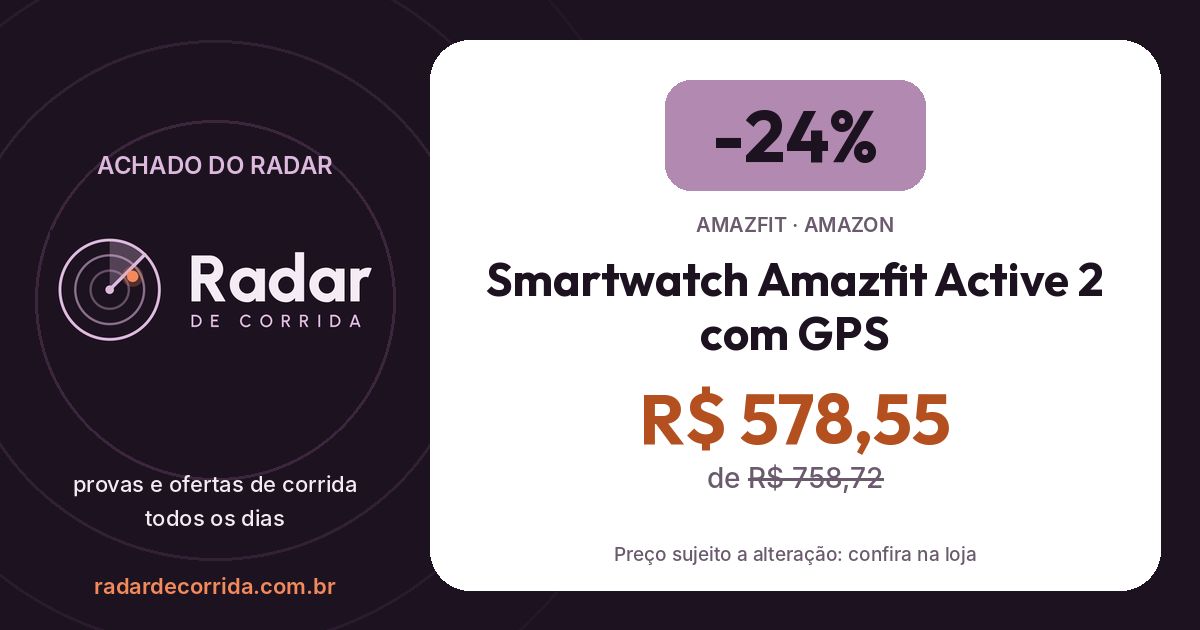 ACHADO DO RADAR
Radar
DE CORRIDA
provas e ofertas de corrida
todos os dias
radardecorrida.com.br
-24%
AMAZFIT · AMAZON
Smartwatch Amazfit Active 2
com GPS
R$ 578,55
de R$ 758,72
Preço sujeito a alteração: confira na loja